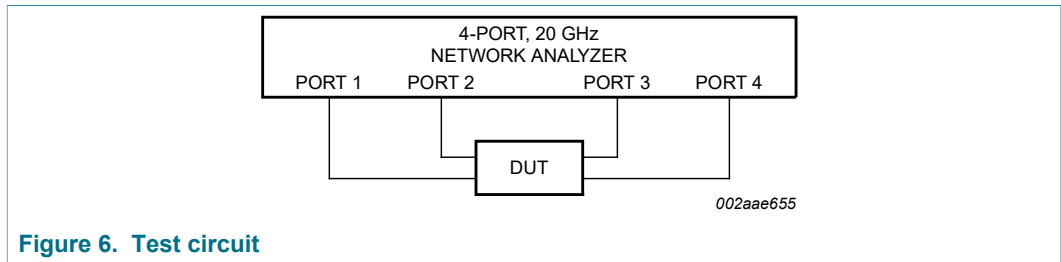 4-PORT, 20 GHz
NETWORK ANALYZER
PORT 1 PORT 2 PORT 3 PORT 4
DUT
002aae655
Figure 6. Test circuit